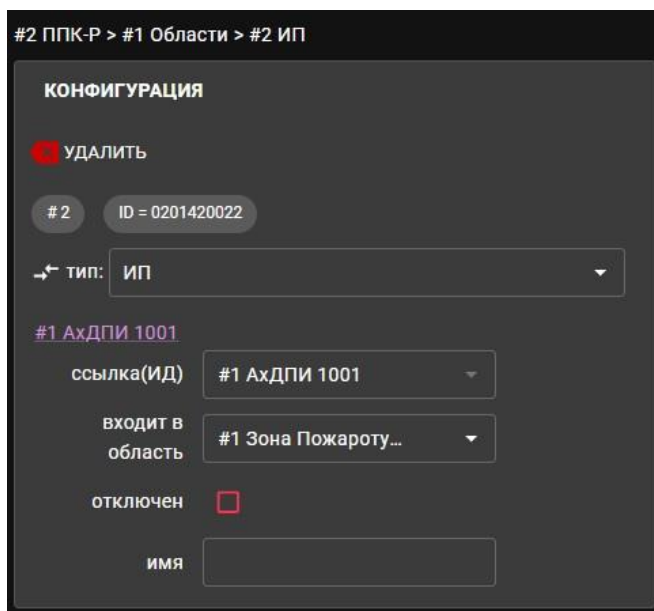 #2 ППК-Р > #1 Области > #2 ИП
КОНФИГУРАЦИЯ
УДАЛИТЬ
#2 ID = 0201420022
тип: ИП
#1 АхДПИ 1001
ссылка(ИД) #1 АхДПИ 1001
входит в
область #1 Зона Пожароту...
отключен
имя